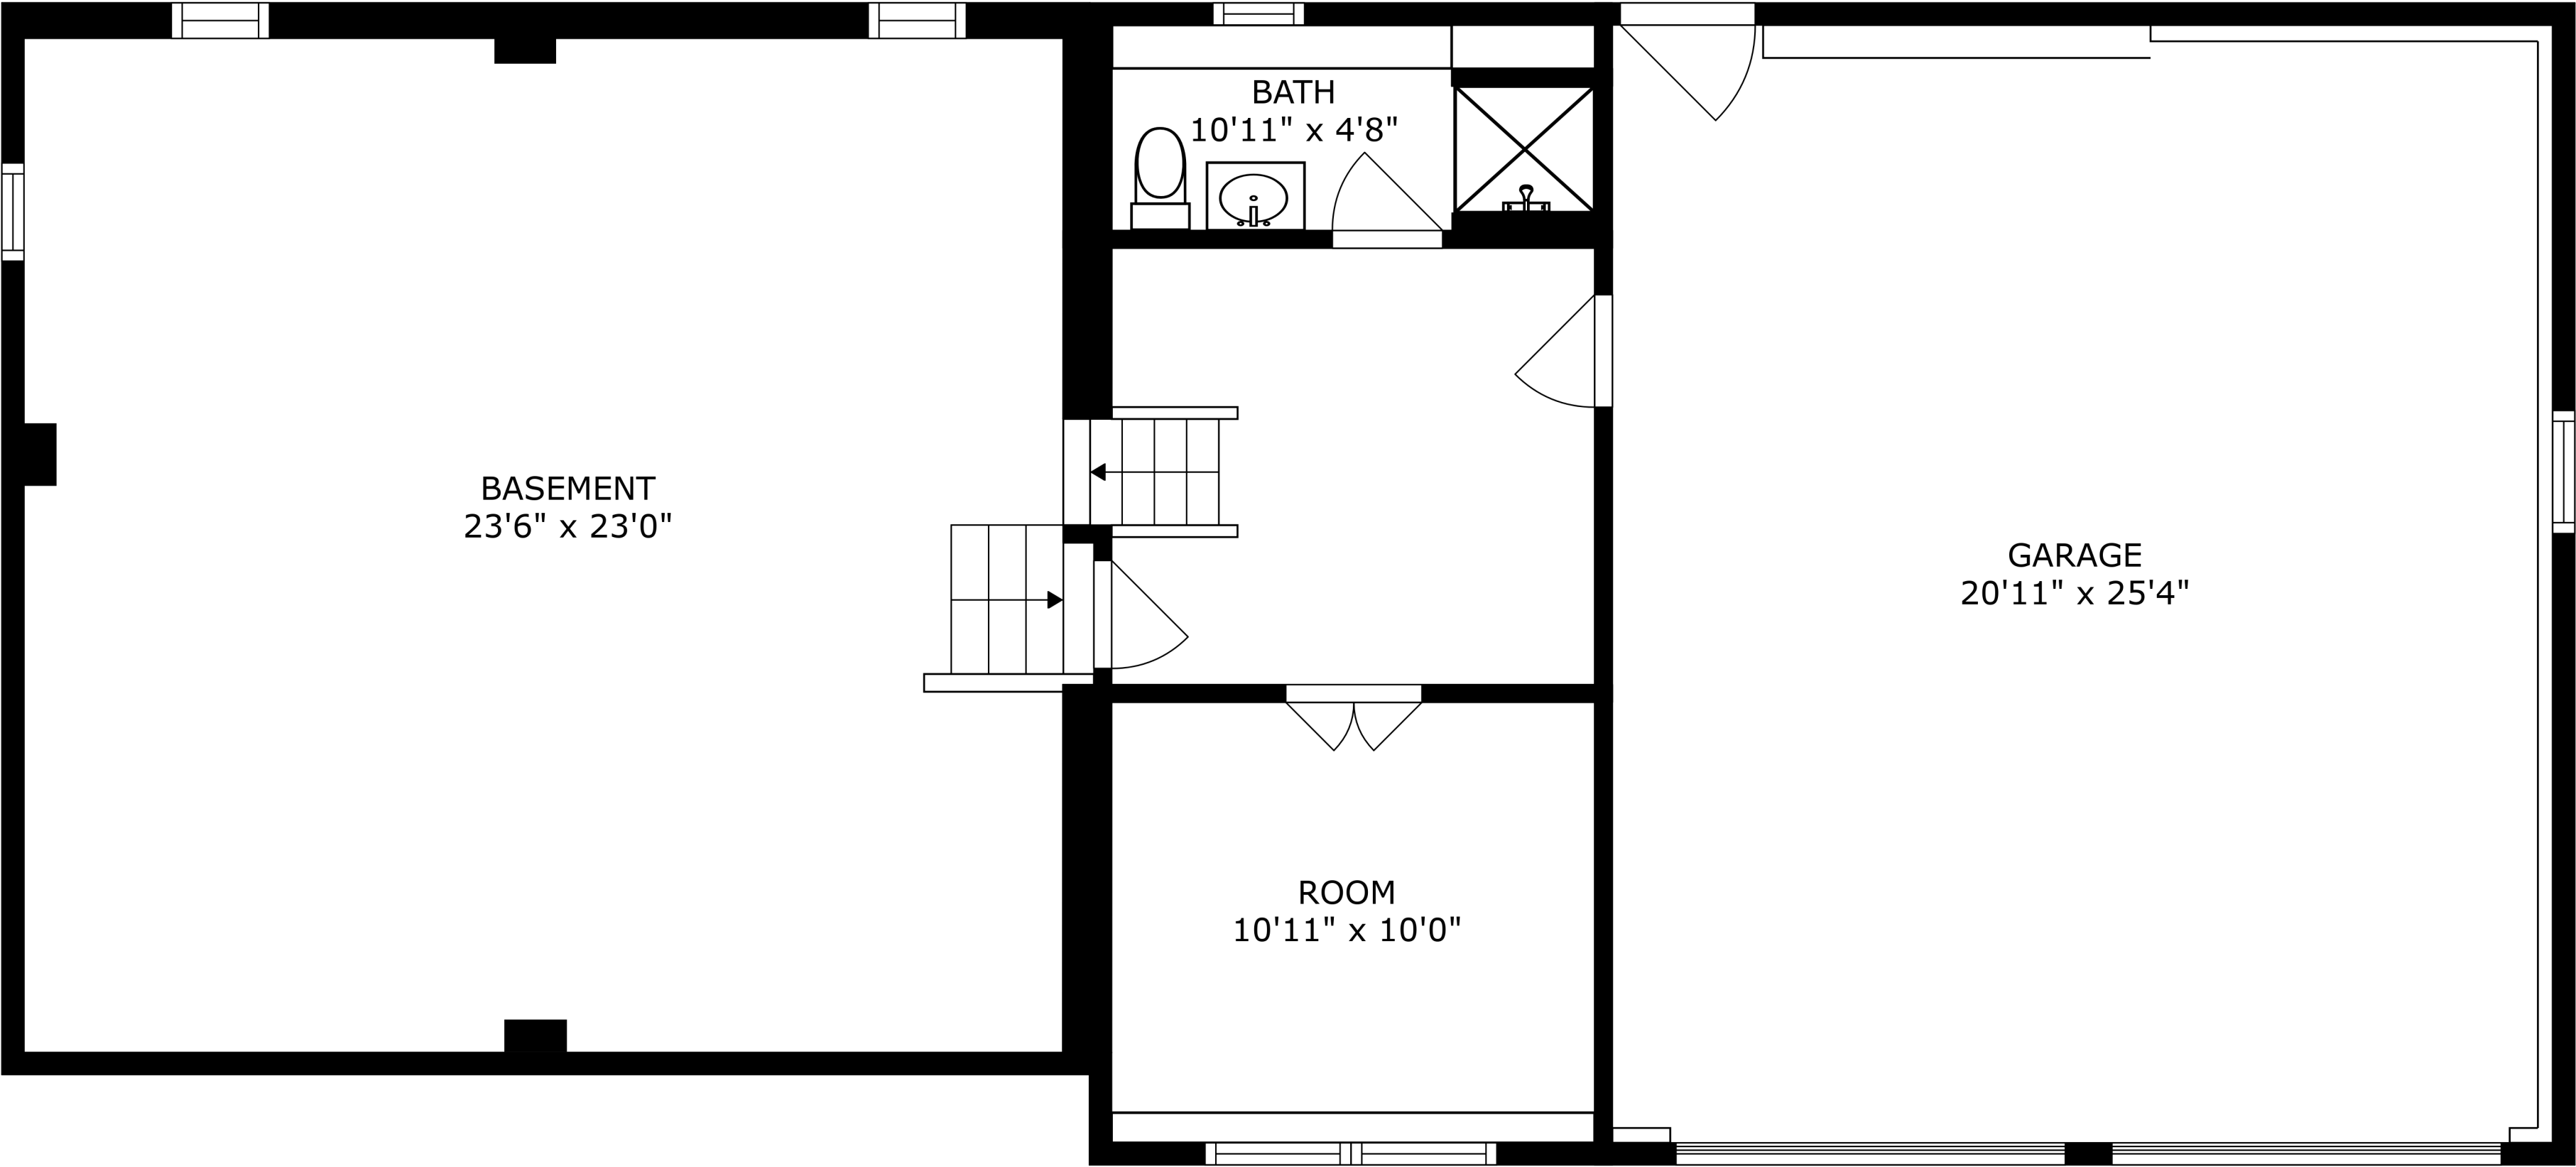 BATH
10'11" x 4'8"
BASEMENT
23'6" x 23'0"
GARAGE
20'11" x 25'4"
ROOM
10'11" x 10'0"